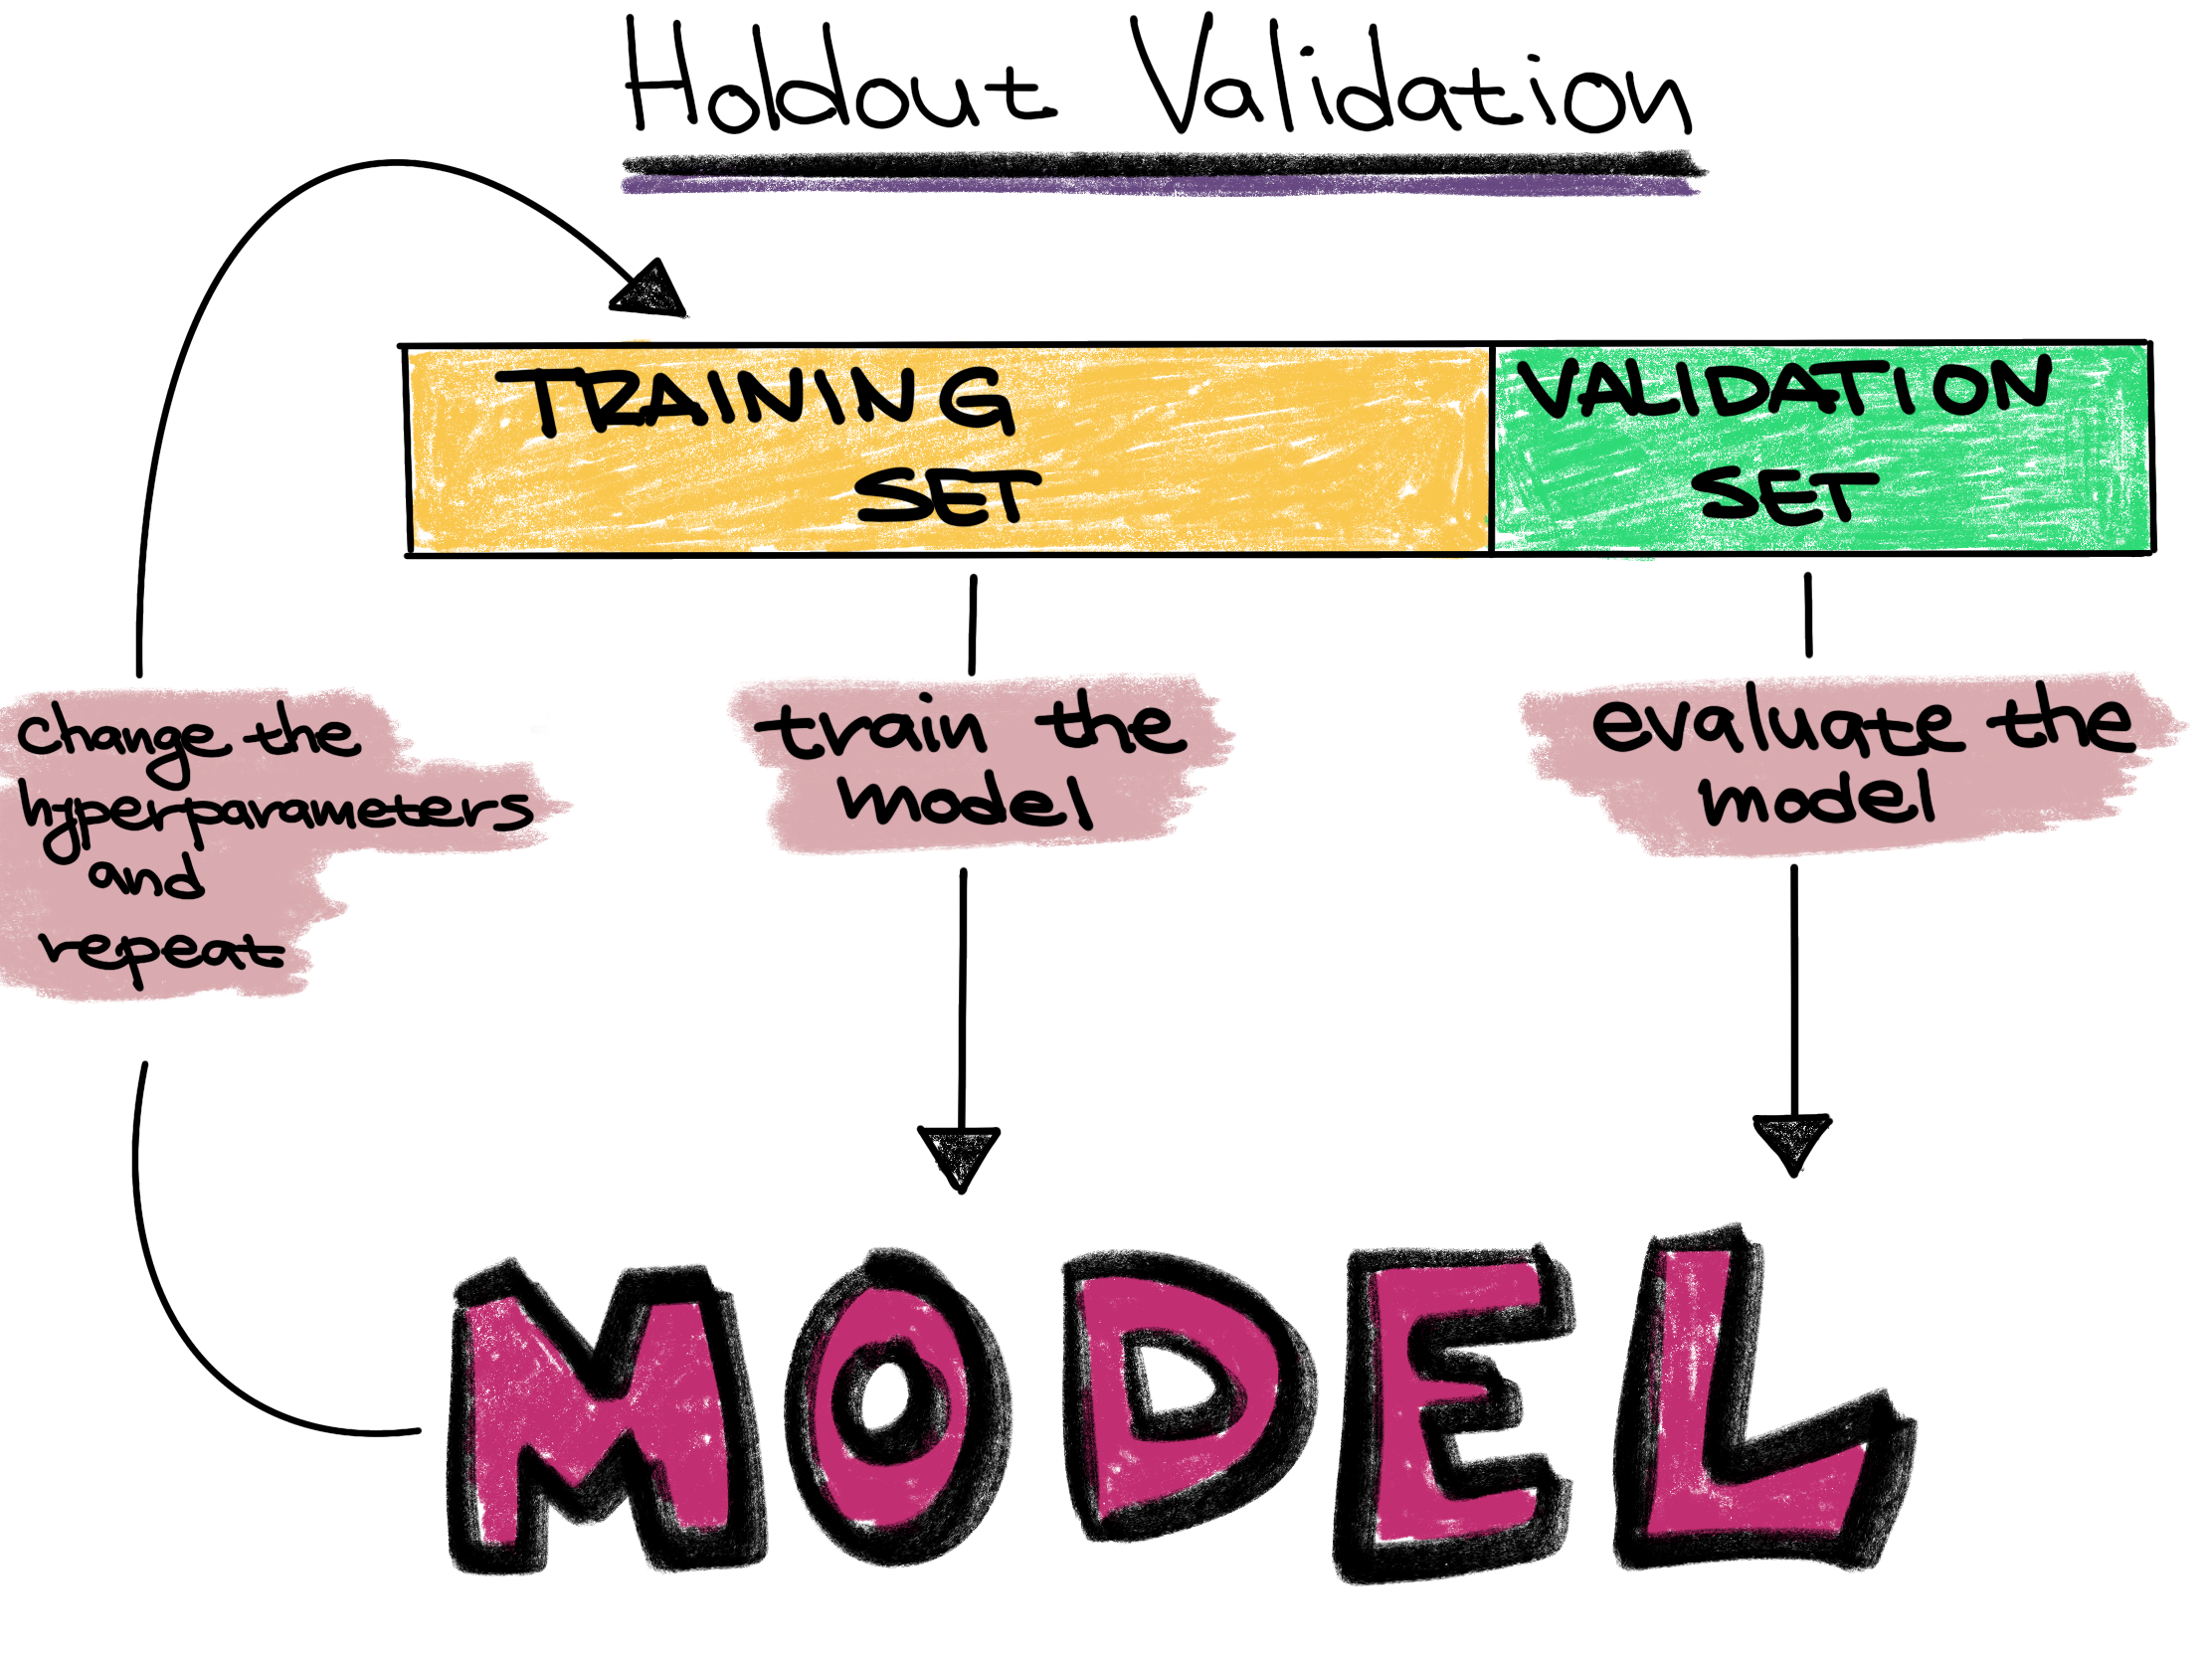 Holdout Validation
TRAINING
SET
VALIDATION
SET
change the
hyperparameters
and
repeat
train the
model
evaluate the
model
MODEL